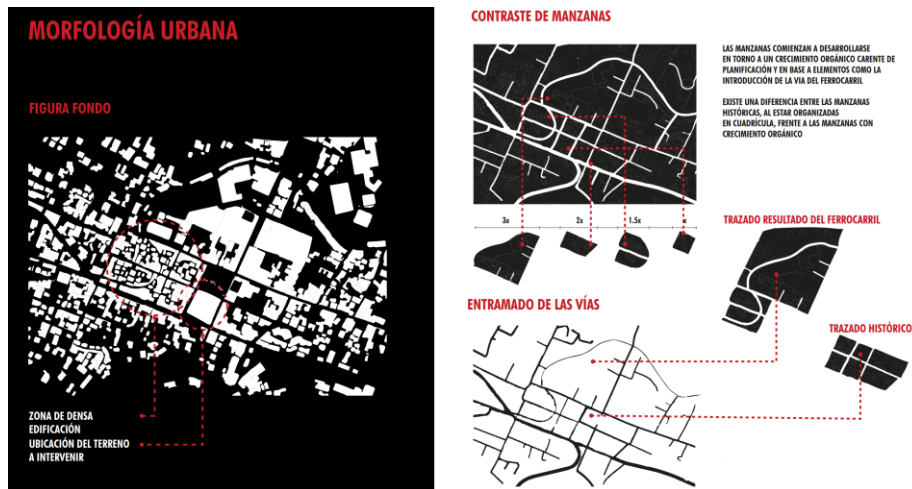 MORFOLOGÍA URBANA
FIGURA FONDO
ZONA DE DENSA
EDIFICACIÓN
UBICACIÓN DEL TERRENO
A INTERVENIR
CONTRASTE DE MANZANAS
LAS MANZANAS COMIENZAN A DESARROLLARSE
EN TORNO A UN CRECIMIENTO ORGÁNICO CARENTE DE
PLANIFICACIÓN Y EN BASE A ELEMENTOS COMO LA
INTRODUCCIÓN DE LA VIA DEL FERROCARRIL
EXISTE UNA DIFERENCIA ENTRE LAS MANZANAS
HISTÓRICAS, AL ESTAR ORGANIZADAS
EN CUADRÍCULA, FRENTE A LAS MANZANAS CON
CRECIMIENTO ORGÁNICO
3x 2x 1.5x x
TRAZADO RESULTADO DEL FERROCARRIL
ENTRAMADO DE LAS VÍAS
TRAZADO HISTÓRICO